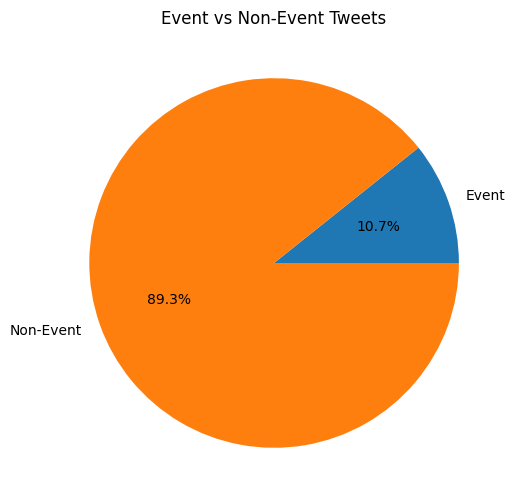 Event vs Non-Event Tweets
Event
10.7%
89.3%
Non-Event